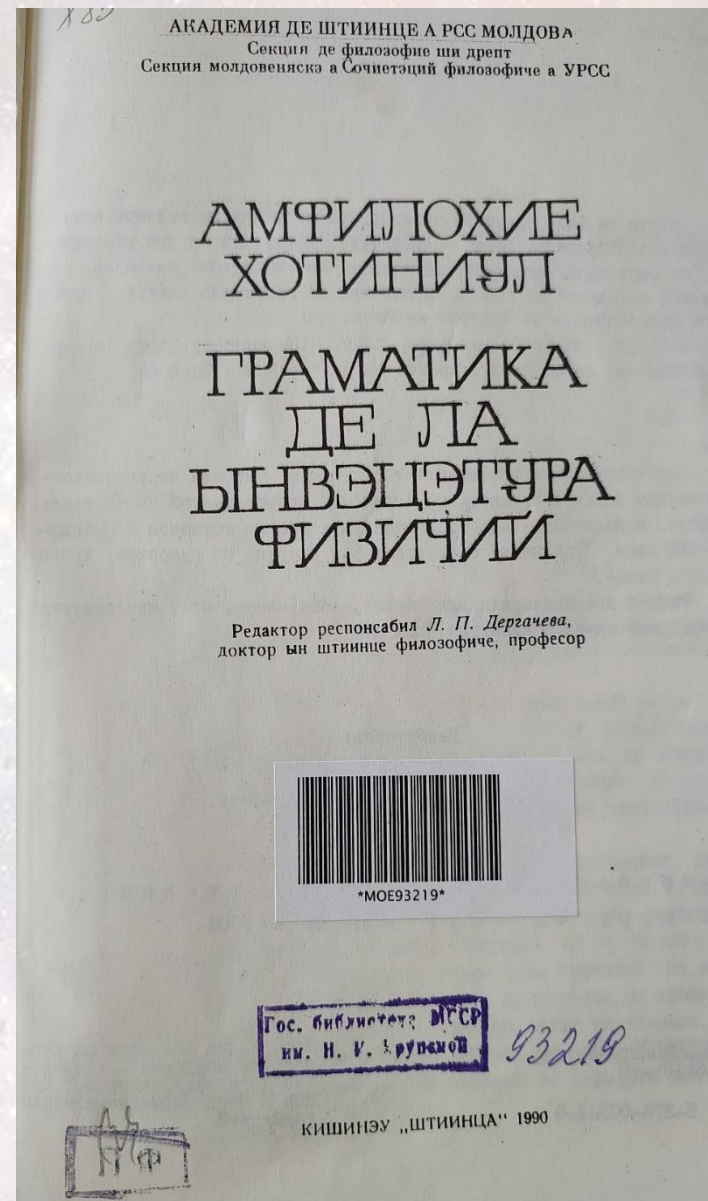 АКАДЕМИЯ ДЕ ШТИИНЦЕ А РСС МОЛДОВА
Секция де филозофие ши дрепт
Секция молдовеняскэ а Сочиетэций филозофиче а УРСС
АМФИЛОХИЕ
ХОТИНИУЛ
ГРАМАТИКА
ДЕ ЛА
ЫНВЭЦЭТУРА
ФИЗИЧИЙ
Редактор респонсабил Л. П. Дергачева,
доктор ын штиинце филозофиче, професор
*MOE93219*
Гос. библиотека МССР
им. Н. К. Крупской
93219
КИШИНЭУ „ШТИИНЦА" 1990